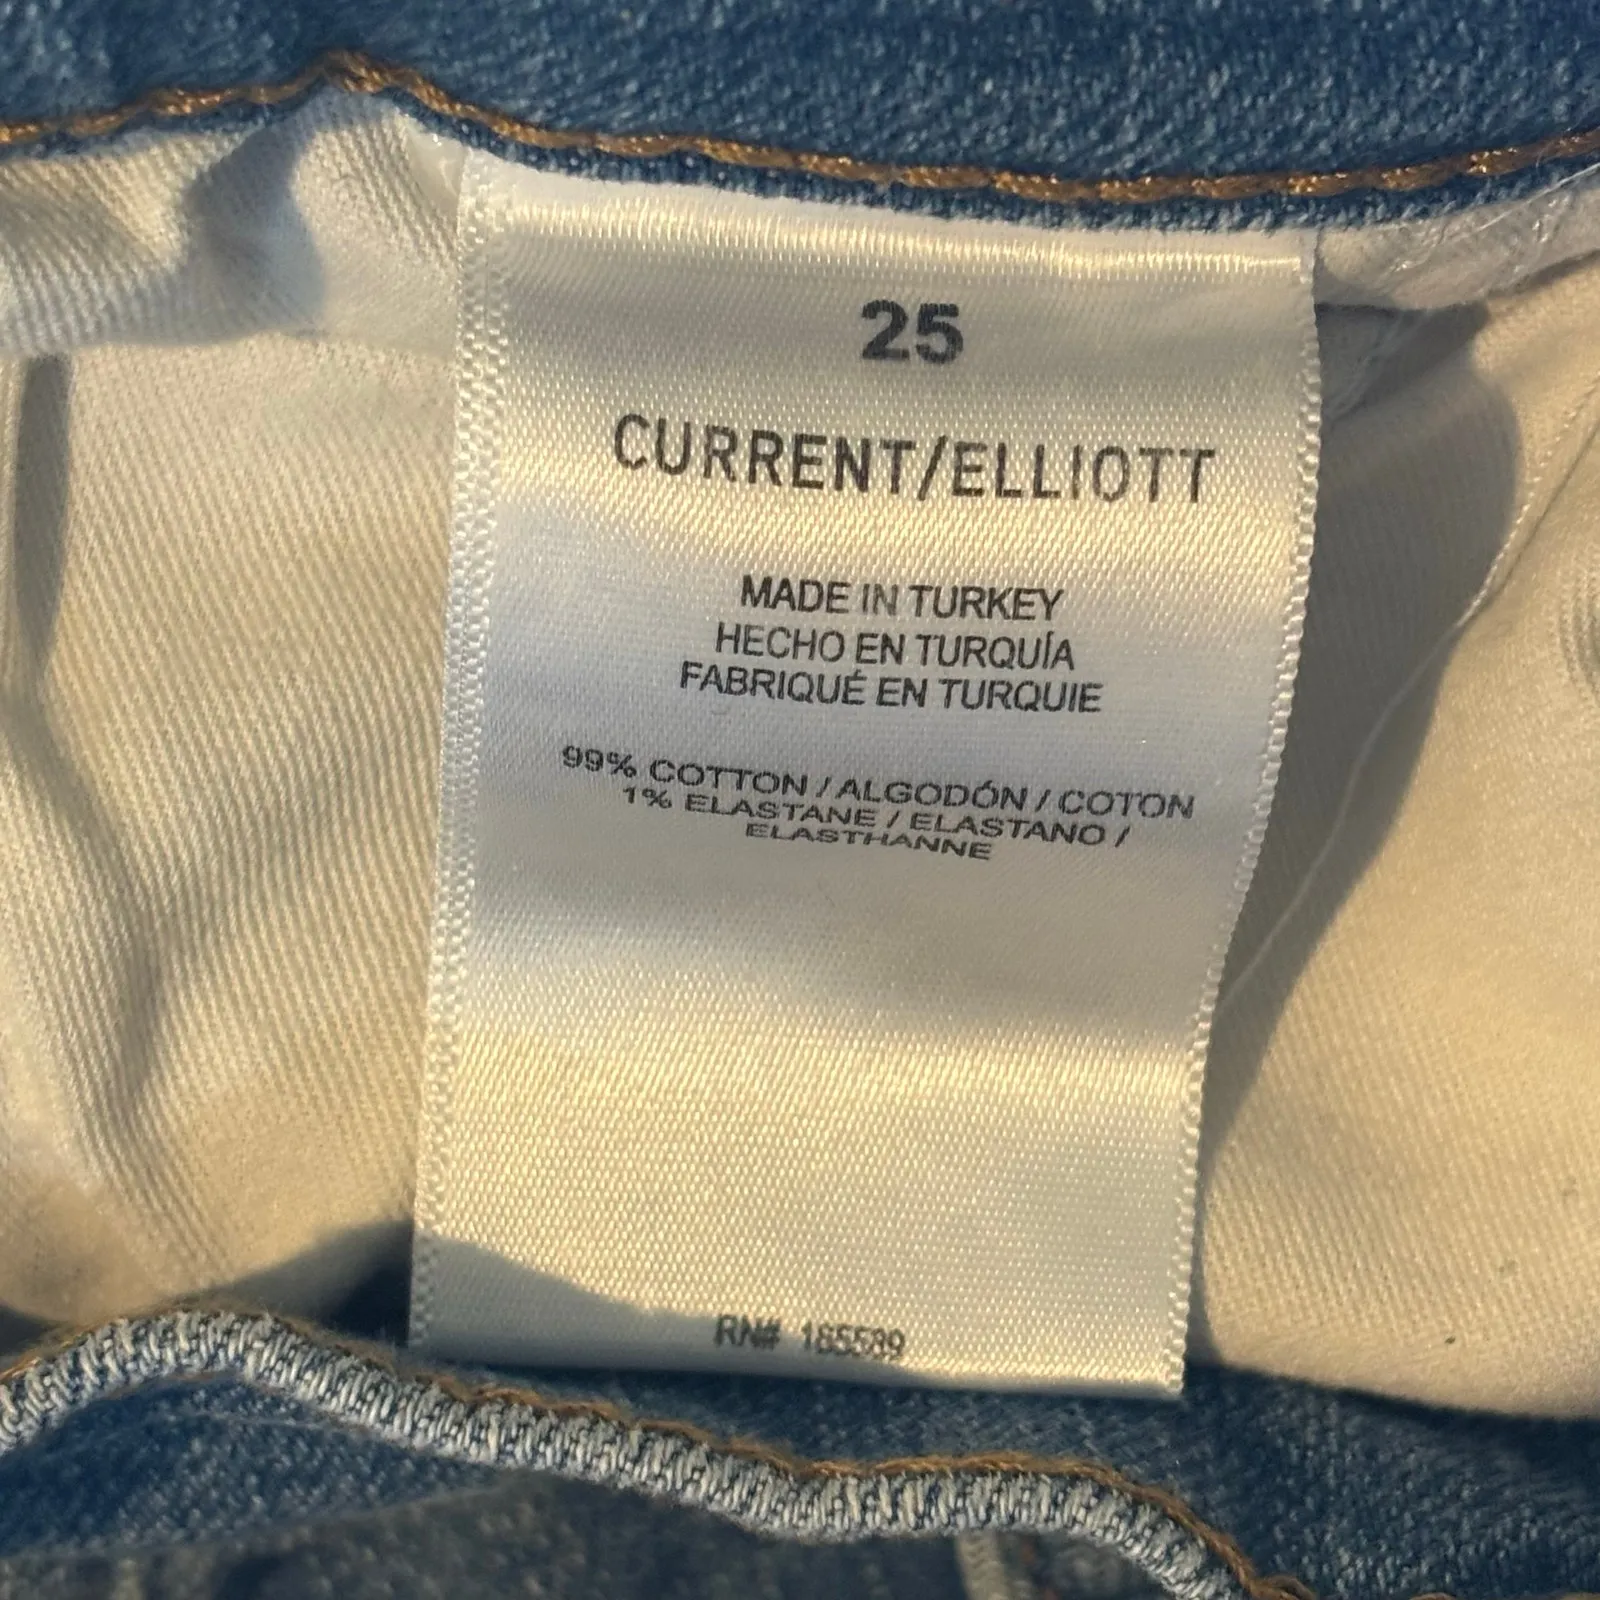 25
CURRENT/ELLIOTT
MADE IN TURKEY
HECHO EN TURQUÍA
FABRIQUÉ EN TURQUIE
99% COTTON / ALGODÓN / COTON
1% ELASTANE / ELASTANO /
ELASTHANNE
RN# 165589